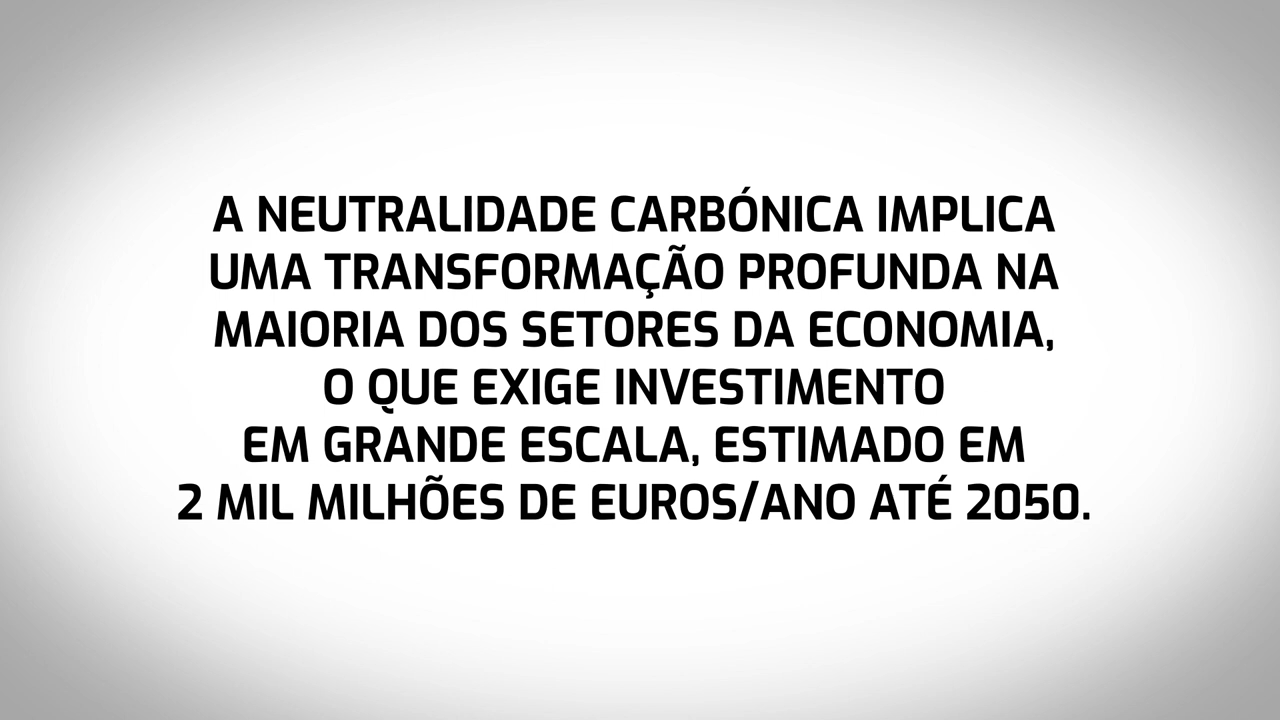 A NEUTRALIDADE CARBÓNICA IMPLICA
UMA TRANSFORMAÇÃO PROFUNDA NA
MAIORIA DOS SETORES DA ECONOMIA,
O QUE EXIGE INVESTIMENTO
EM GRANDE ESCALA, ESTIMADO EM
2 MIL MILHÕES DE EUROS/ANO ATÉ 2050.